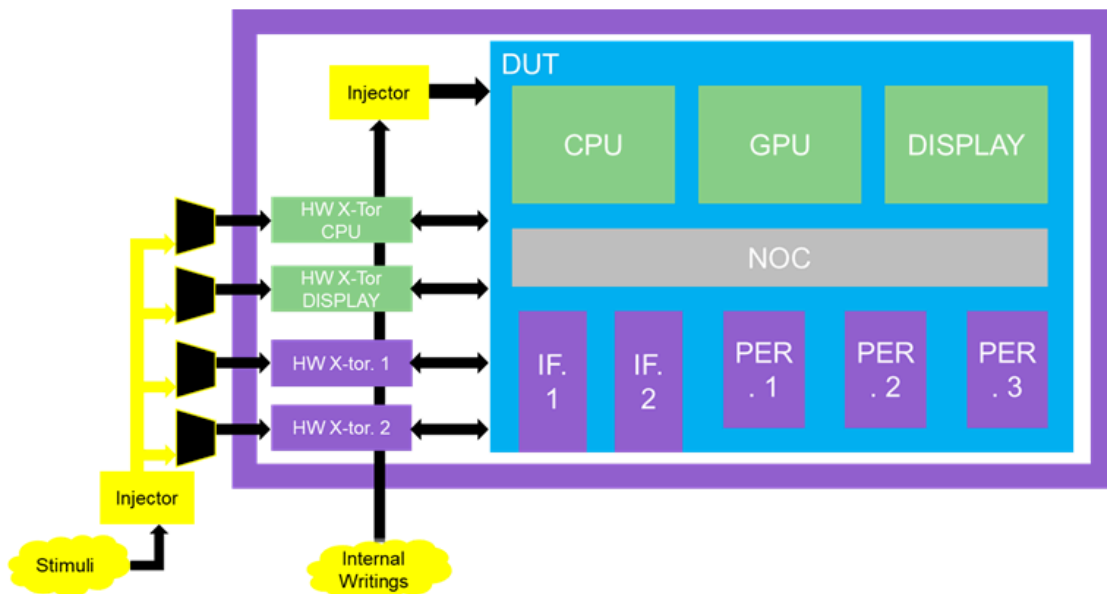 DUT
Injector
CPU
GPU
DISPLAY
HW X-Tor
CPU
NOC
HW X-Tor
DISPLAY
HW X-tor. 1
IF.
1
IF.
2
PER
. 1
PER
. 2
PER
. 3
HW X-tor. 2
Injector
Stimuli
Internal
Writings